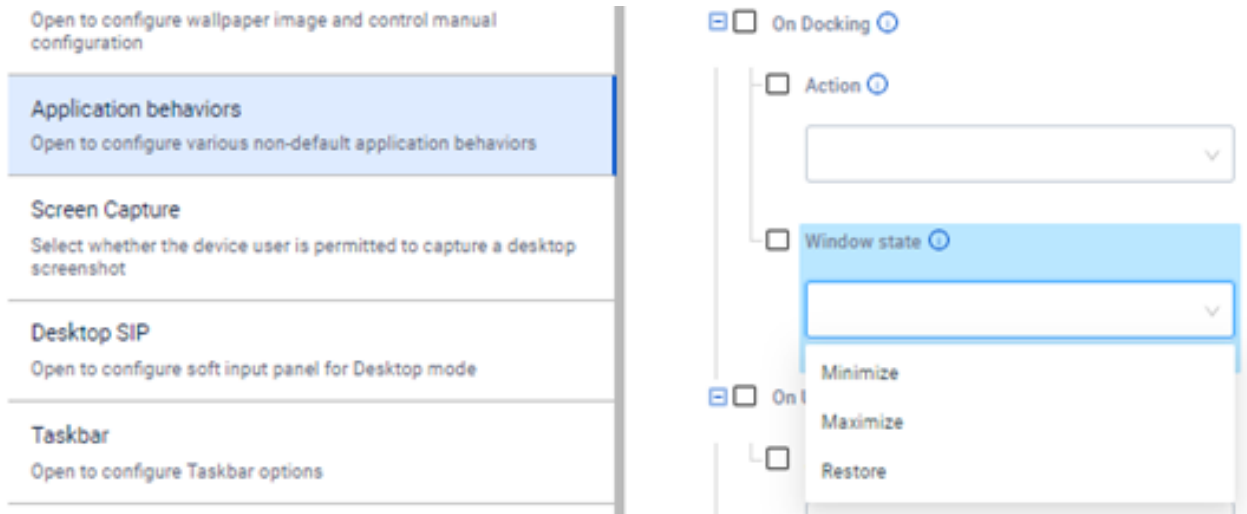 Open to configure wallpaper image and control manual
configuration
Application behaviors
Open to configure various non-default application behaviors
Screen Capture
Select whether the device user is permitted to capture a desktop
screenshot
Desktop SIP
Open to configure soft input panel for Desktop mode
Taskbar
Open to configure Taskbar options
On Docking
Action
Window state
Minimize
On
Maximize
Restore